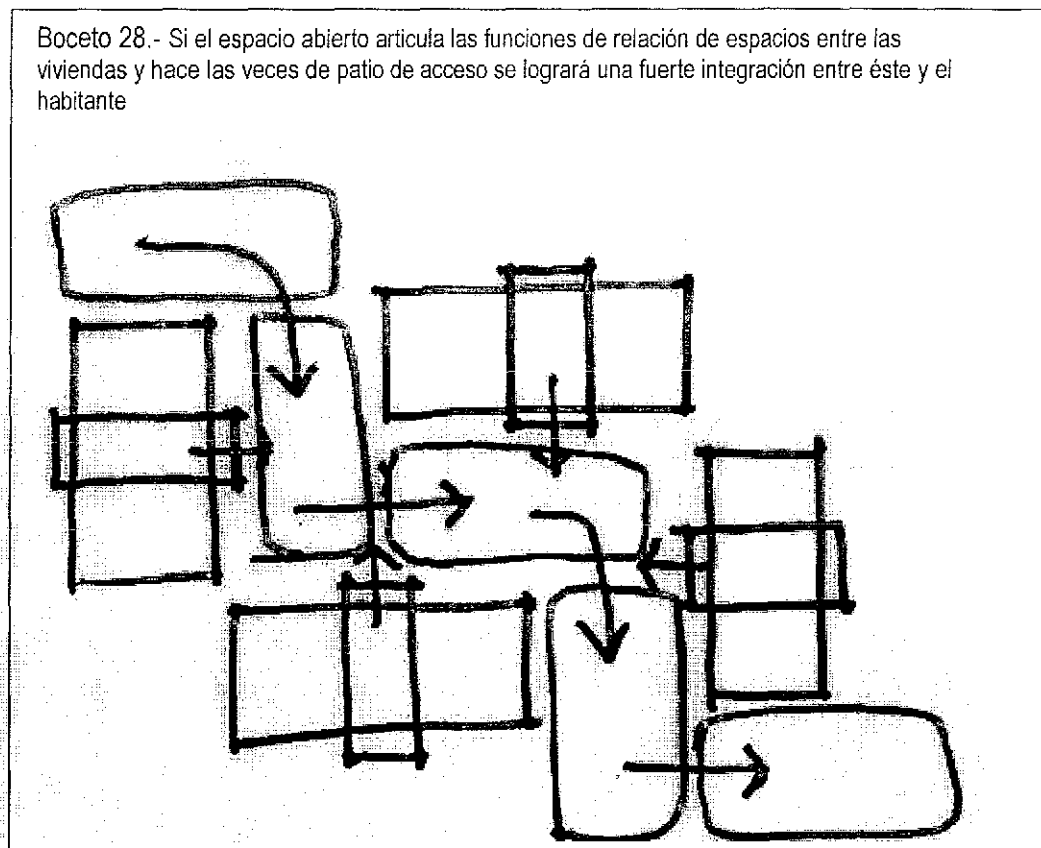 Boceto 28.- Si el espacio abierto articula las funciones de relación de espacios entre las
viviendas y hace las veces de patio de acceso se logrará una fuerte integración entre éste y el
habitante